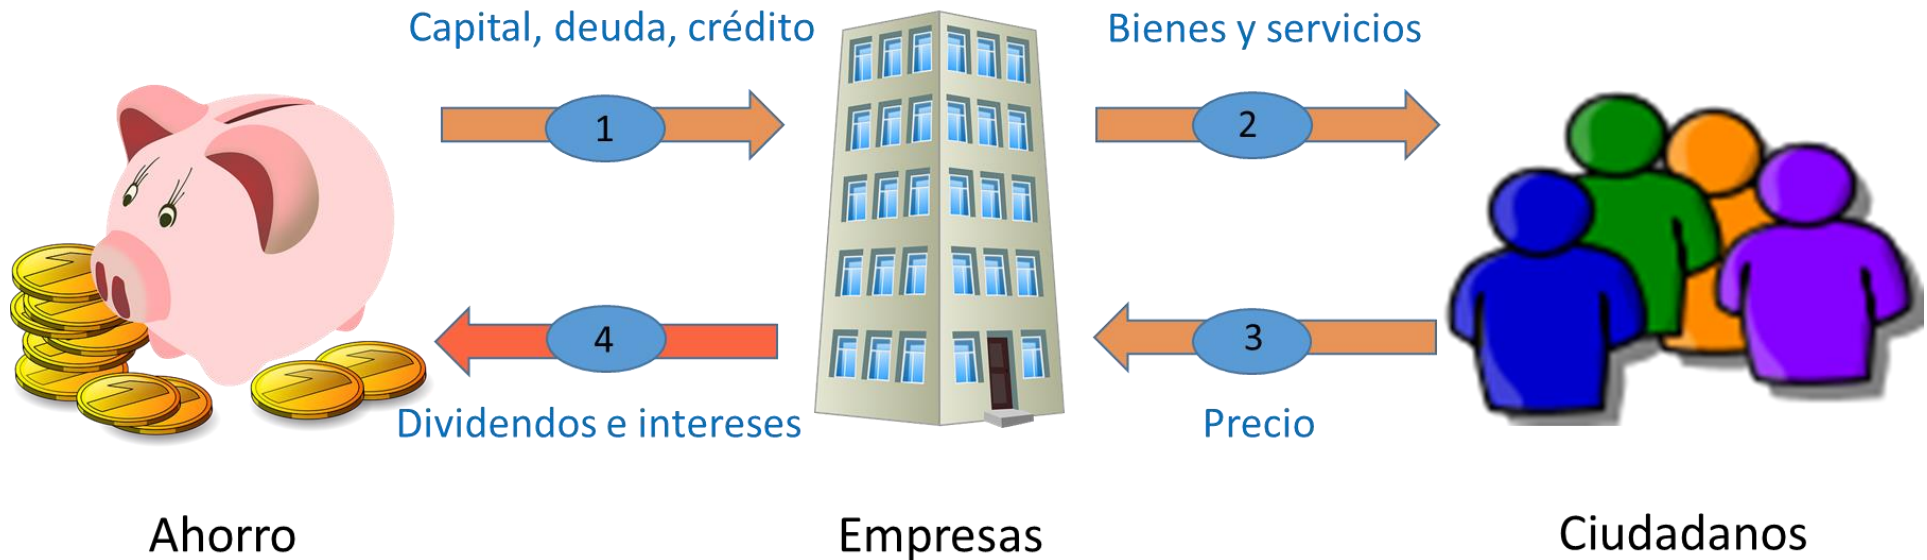 Capital, deuda, crédito
Bienes y servicios
1
2
4
3
Dividendos e intereses
Precio
Ahorro
Empresas
Ciudadanos